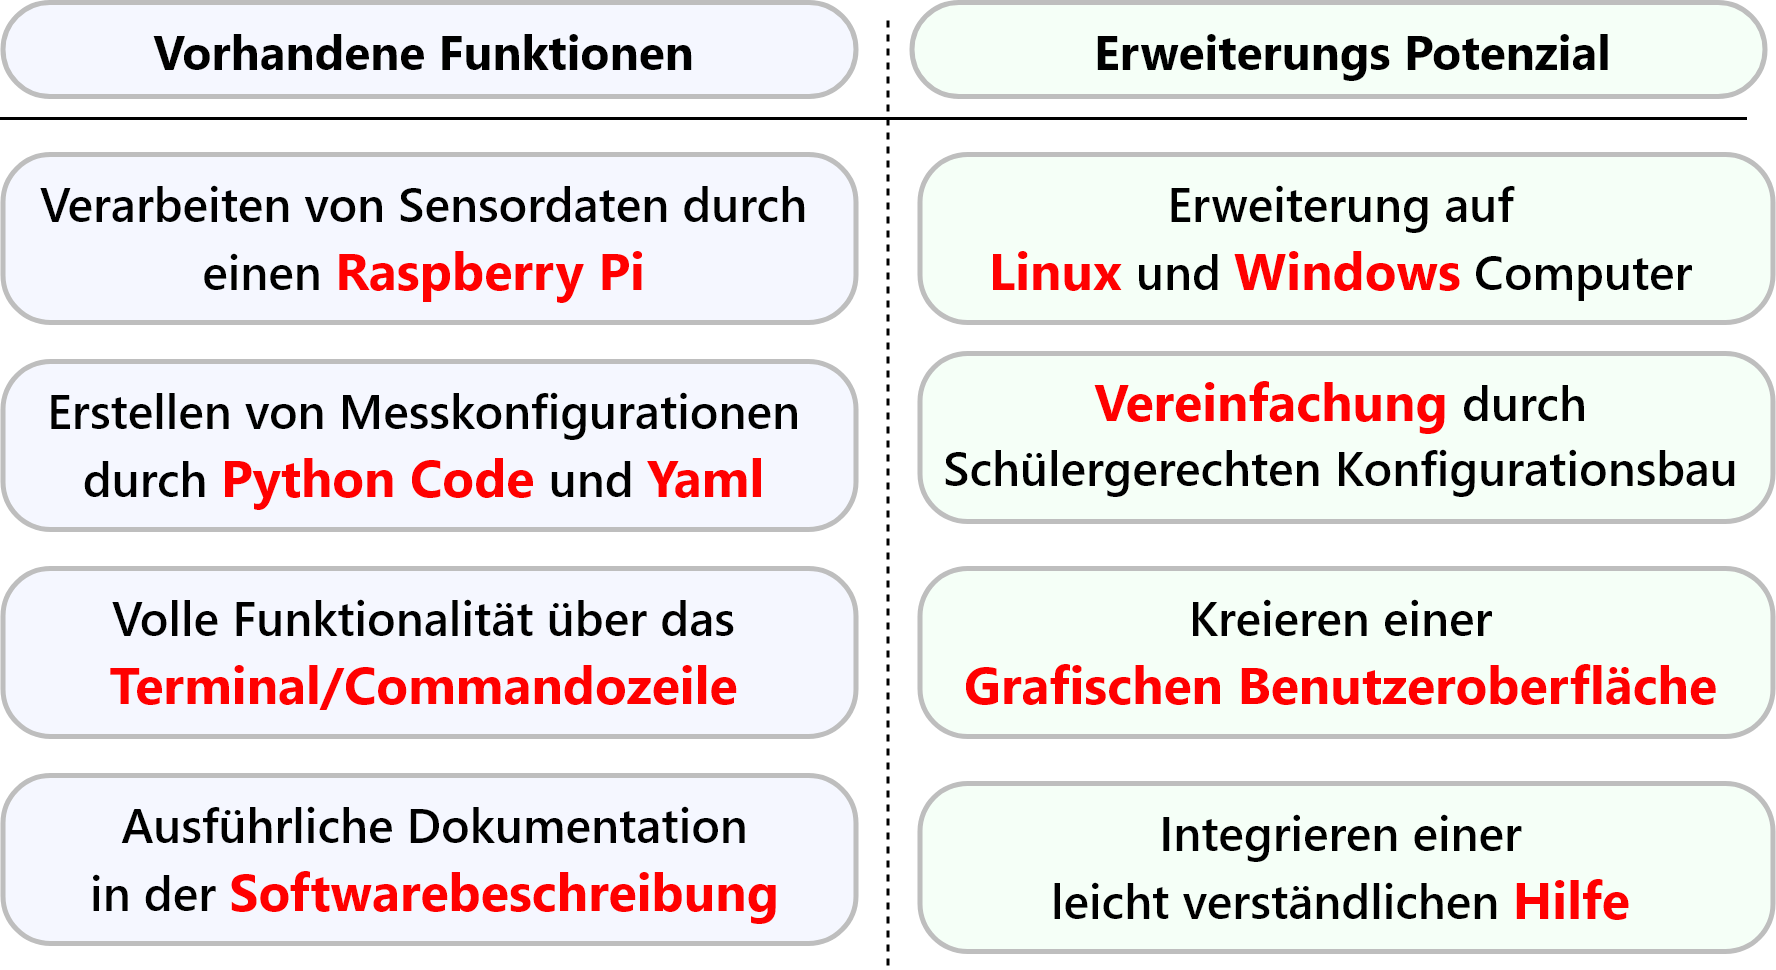 Vorhandene Funktionen
Erweiterungs Potenzial
Verarbeiten von Sensordaten durch
einen Raspberry Pi
Erweiterung auf
Linux und Windows Computer
Erstellen von Messkonfigurationen
durch Python Code und Yaml
Vereinfachung durch
Schülergerechten Konfigurationsbau
Volle Funktionalität über das
Terminal/Commandozeile
Kreieren einer
Grafischen Benutzeroberfläche
Ausführliche Dokumentation
in der Softwarebeschreibung
Integrieren einer
leicht verständlichen Hilfe